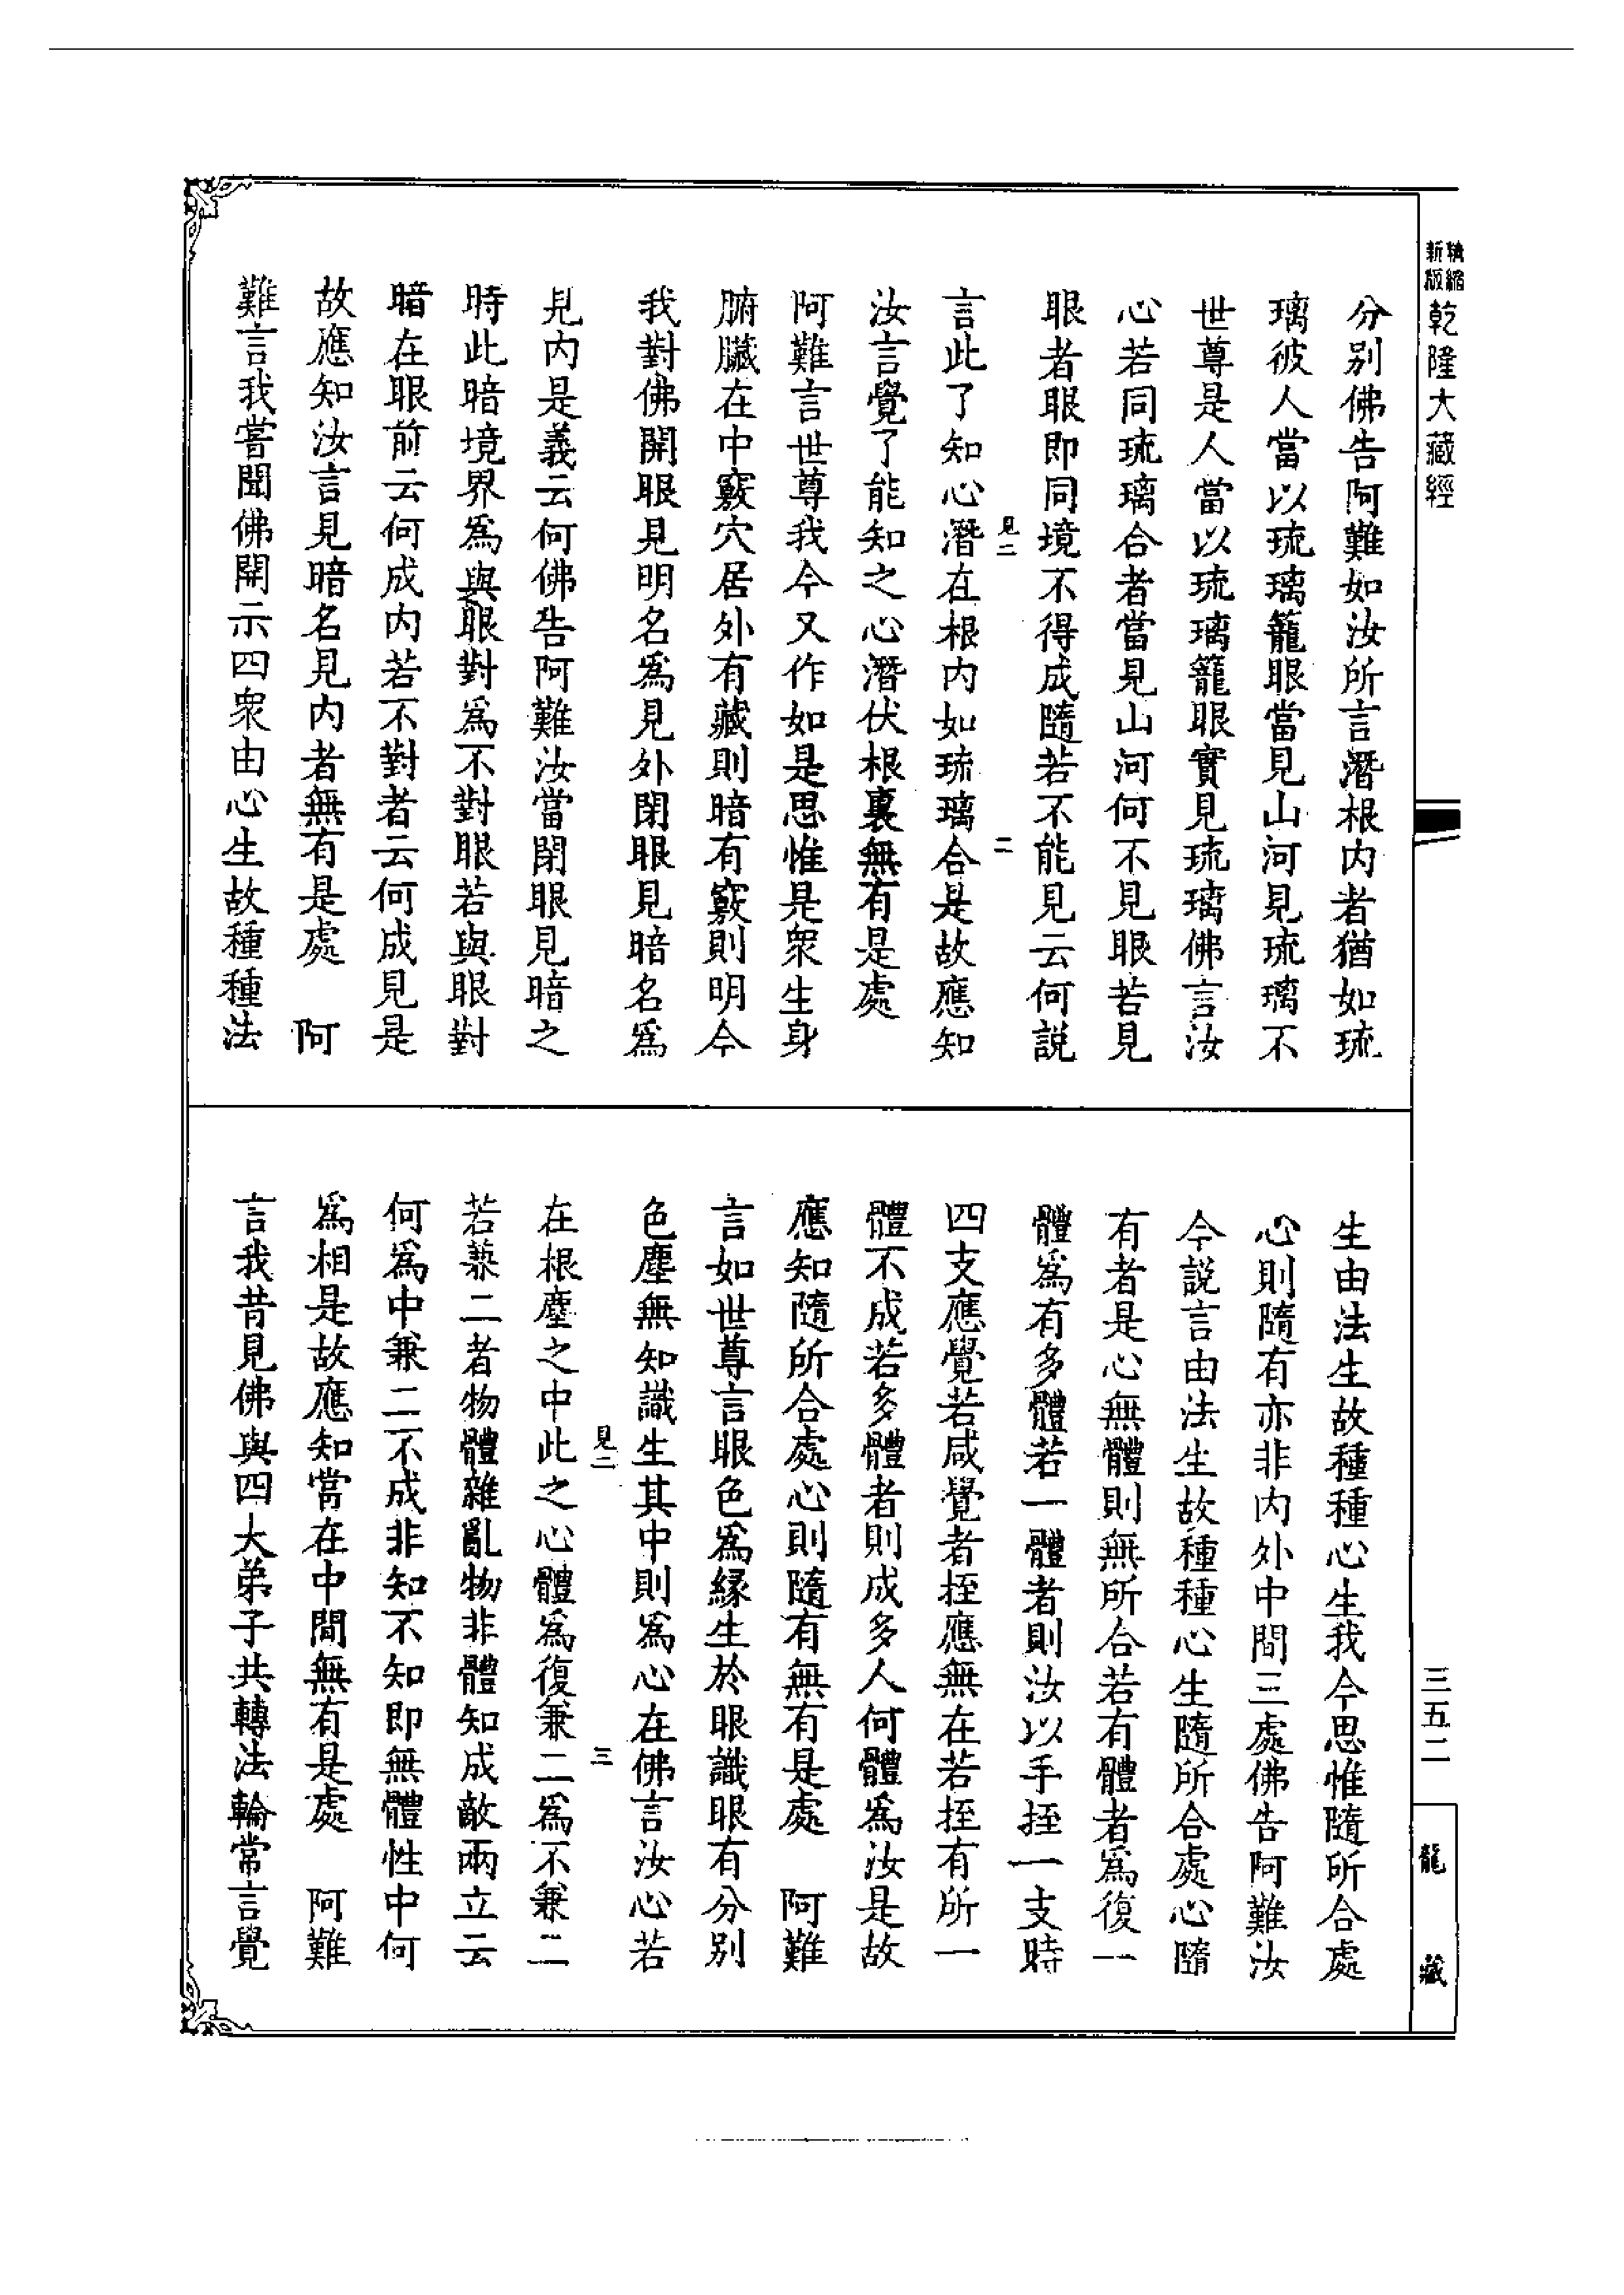 精縮新版
乾隆大藏經
分别佛告阿難如汝所言潛根内者猶如琉
璃彼人當以琉璃籠眼當見山河見琉璃不
世尊是人當以琉璃籠眼實見琉璃佛言汝
心若同琉璃合者當見山河何不見眼若見
眼者眼即同境不得成隨若不能見云何説
見二
二
言此了知心潛在根内如琉璃合是故應知
汝言覺了能知之心潛伏根裏無有是處
阿難言世尊我今又作如是思惟是衆生身
腑臟在中竅穴居外有藏則暗有竅則明今
我對佛開眼見明名爲見外閉眼見暗名爲
見内是義云何佛告阿難汝當閉眼見暗之
時此暗境界爲與眼對爲不對眼若與眼對
暗在眼前云何成内若不對者云何成見是
故應知汝言見暗名見内者無有是處　阿
難言我嘗聞佛開示四衆由心生故種種法
生由法生故種種心生我今思惟隨所合處
心則隨有亦非内外中間三處佛告阿難汝
今説言由法生故種種心生隨所合處心隨
有者是心無體則無所合若有體者爲復一
體爲有多體若一體者則汝以手挃一支時
四支應覺若咸覺者挃應無在若挃有所一
體不成若多體者則成多人何體爲汝是故
應知隨所合處心則隨有無有是處　阿難
言如世尊言眼色爲緣生於眼識眼有分别
色塵無知識生其中則爲心在佛言汝心若
見二
三
在根塵之中此之心體爲復兼二爲不兼二
若兼二者物體雜亂物非體知成敵兩立云
何爲中兼二不成非知不知即無體性中何
爲相是故應知當在中間無有是處　阿難
言我昔見佛與四大弟子共轉法輪常言覺
三五二
龍藏